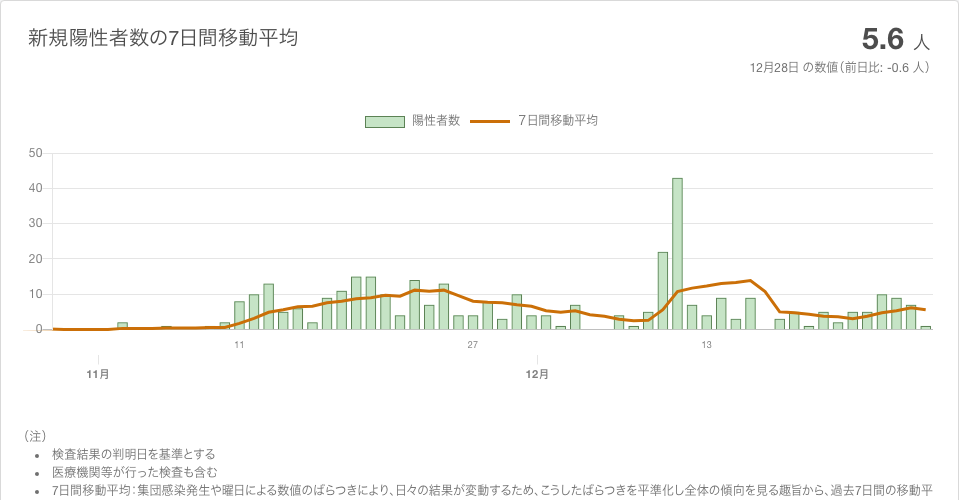 新規陽性者数の7日間移動平均
5.6 人
12月28日 の数値（前日比: -0.6 人）
陽性者数 7日間移動平均
50
40
30
20
10
0
11 27 13
11月 12月
（注）
• 検査結果の判明日を基準とする
• 医療機関等が行った検査も含む
• 7日間移動平均：集団感染発生や曜日による数値のばらつきにより、日々の結果が変動するため、こうしたばらつきを平準化し全体の傾向を見る趣旨から、過去7日間の移動平